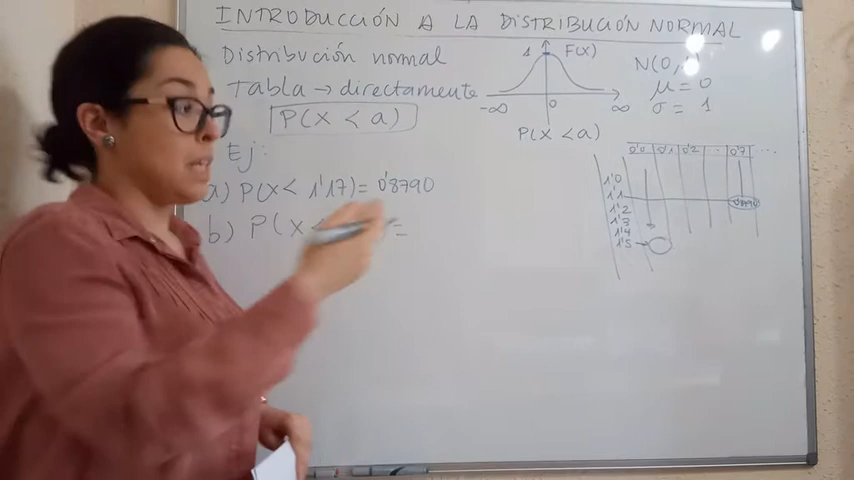 INTRODUCCIÓN A LA DISTRIBUCIÓN NORMAL
Distribución normal
Tabla → directamente
P(X < a)
Ej:
a) P(X < 1'17) = 0'8790
b) P(X <
=
1 F(X)
-∞ 0 ∞
P(X < a)
N(0,
μ = 0
σ = 1
0'0 0'1 0'2 . 0'7 ...
1'0
1'1 0'8790
1'2
1'3
1'4
1'5 →